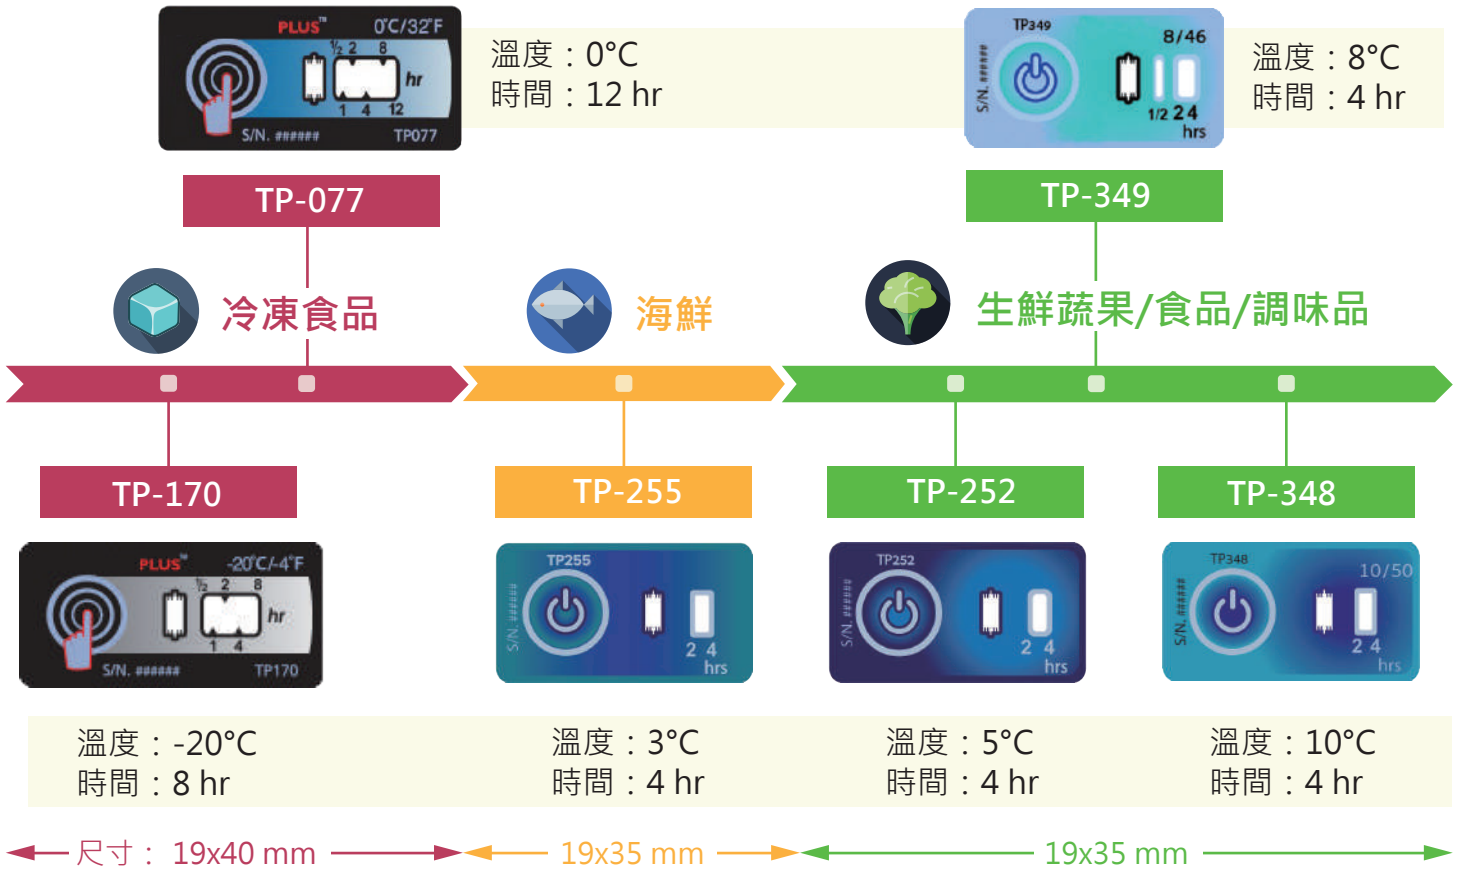 PLUS™ 0°C/32°F
½ 2 8
hr
1 4 12
S/N. ###### TP077
溫度：0°C
時間：12 hr
TP349
8/46
S/N. ######
1/2 2 4
hrs
溫度：8°C
時間：4 hr
TP-077
TP-349
冷凍食品
海鮮
生鮮蔬果/食品/調味品
TP-170
TP-255
TP-252
TP-348
PLUS™ -20°C/-4°F
½ 2 8
hr
1 4
S/N. ###### TP170
TP255
S/N. ######
2 4
hrs
TP252
S/N. ######
2 4
hrs
TP348
10/50
S/N. ######
2 4
hrs
溫度：-20°C
時間：8 hr
溫度：3°C
時間：4 hr
溫度：5°C
時間：4 hr
溫度：10°C
時間：4 hr
尺寸： 19x40 mm
19x35 mm
19x35 mm